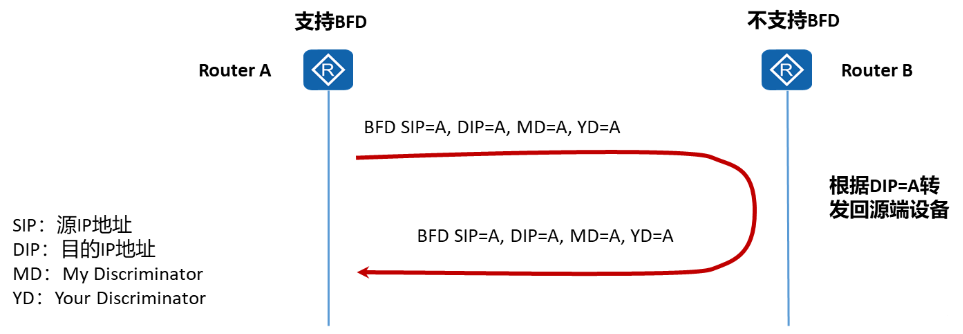 支持BFD
不支持BFD
Router A
R
R
Router B
BFD SIP=A, DIP=A, MD=A, YD=A
根据DIP=A转
发回源端设备
SIP：源IP地址
BFD SIP=A, DIP=A, MD=A, YD=A
DIP：目的IP地址
MD：My Discriminator
YD：Your Discriminator